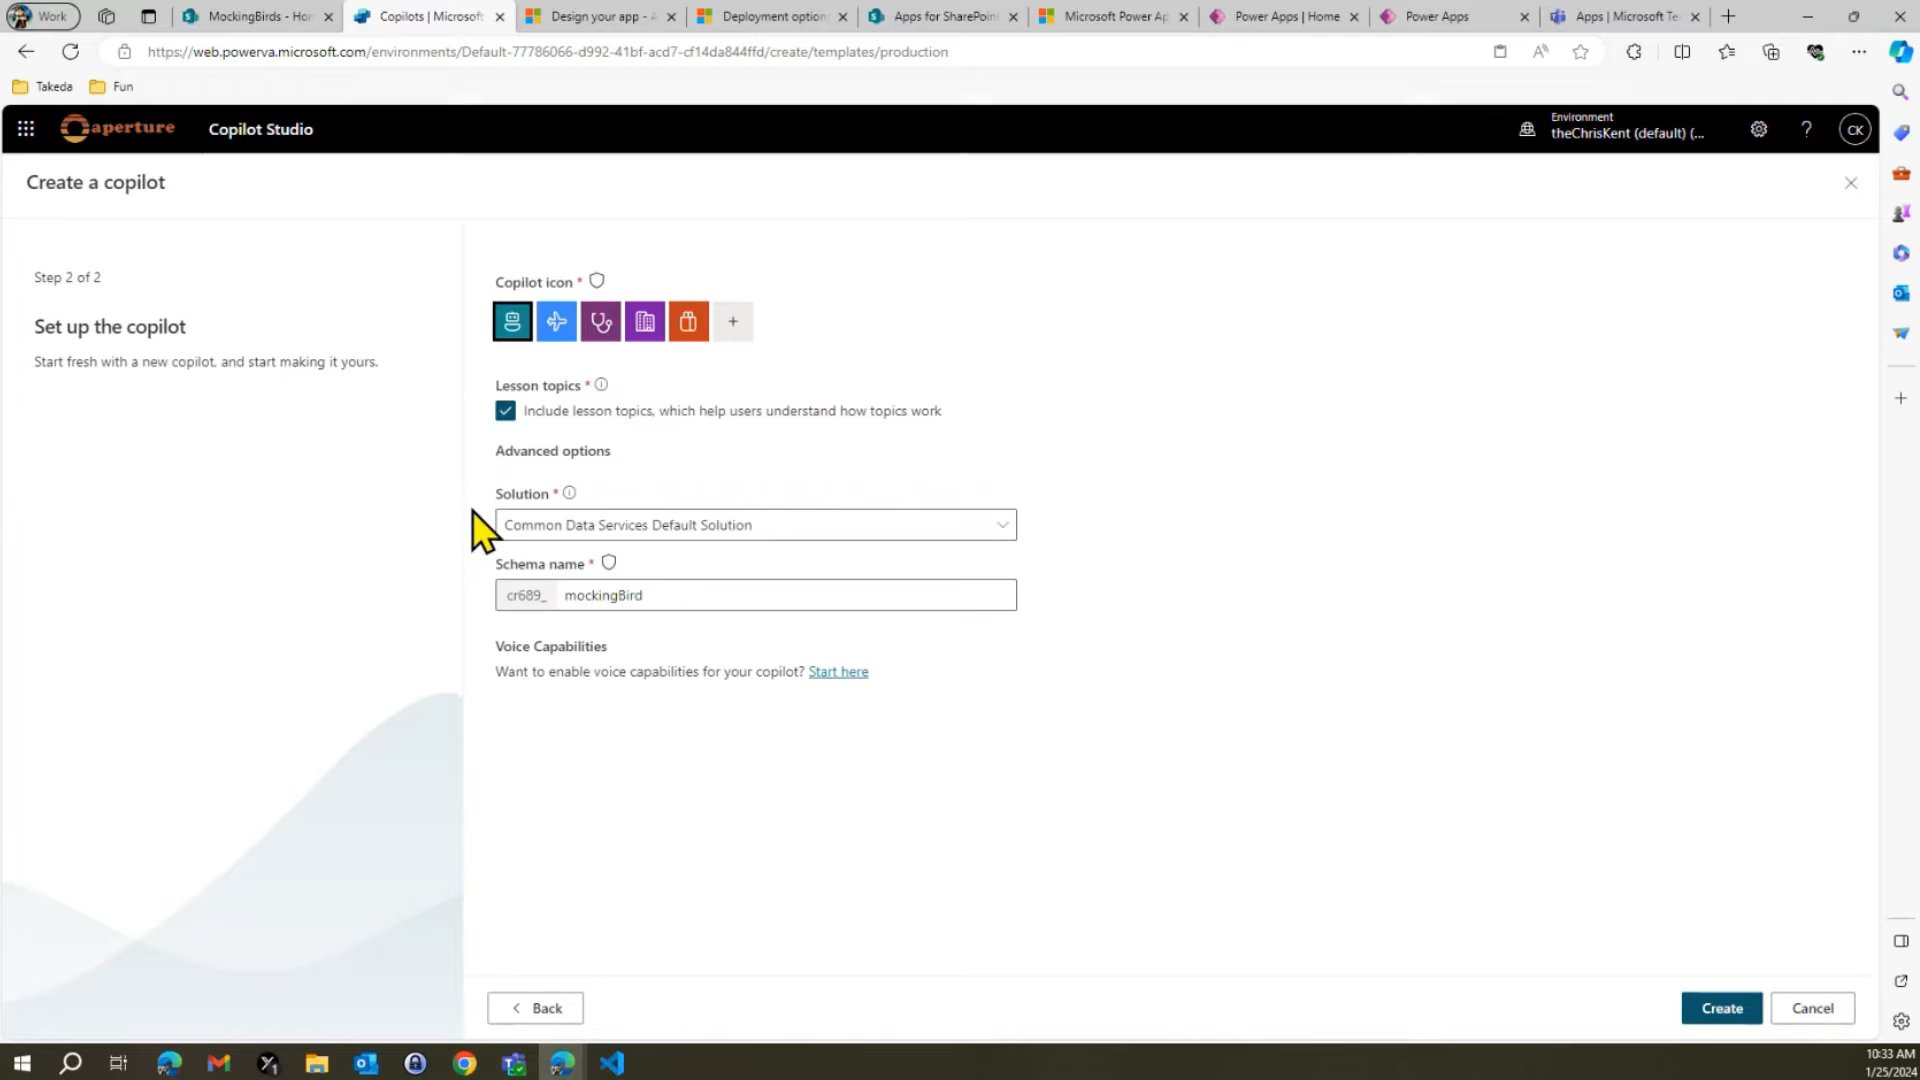 Work
MockingBirds - Hor
Copilots | Microsoft
Design your app - A
Deployment option
Apps for SharePoint
Microsoft Power Ap
Power Apps | Home
Power Apps
Apps | Microsoft Te
https://web.powerva.microsoft.com/environments/Default-77786066-d992-41bf-acd7-cf14da844ffd/create/templates/production
Takeda
Fun
aperture
Copilot Studio
Environment
theChrisKent (default) (...
?
CK
Create a copilot
Step 2 of 2
Set up the copilot
Start fresh with a new copilot, and start making it yours.
Copilot icon *
Lesson topics *
Include lesson topics, which help users understand how topics work
Advanced options
Solution *
Common Data Services Default Solution
Schema name *
cr689_ mockingBird
Voice Capabilities
Want to enable voice capabilities for your copilot? Start here
Back
Create
Cancel
10:33 AM
1/25/2024